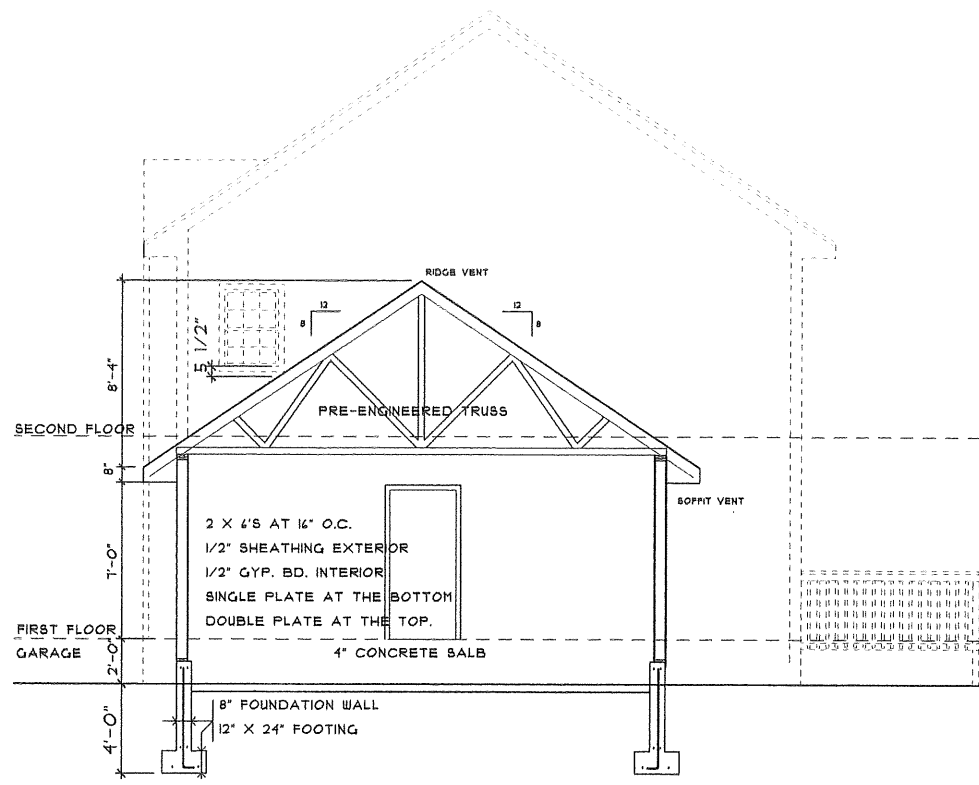 RIDGE VENT
12
8
12
8
5 1/2"
8'-4"
PRE-ENGINEERED TRUSS
SECOND FLOOR
8"
SOFFIT VENT
2 X 6'S AT 16" O.C.
1/2" SHEATHING EXTERIOR
1/2" GYP. BD. INTERIOR
SINGLE PLATE AT THE BOTTOM
DOUBLE PLATE AT THE TOP.
7'-0"
FIRST FLOOR
GARAGE
2'-0"
4" CONCRETE SALB
8" FOUNDATION WALL
12" X 24" FOOTING
4'-0"